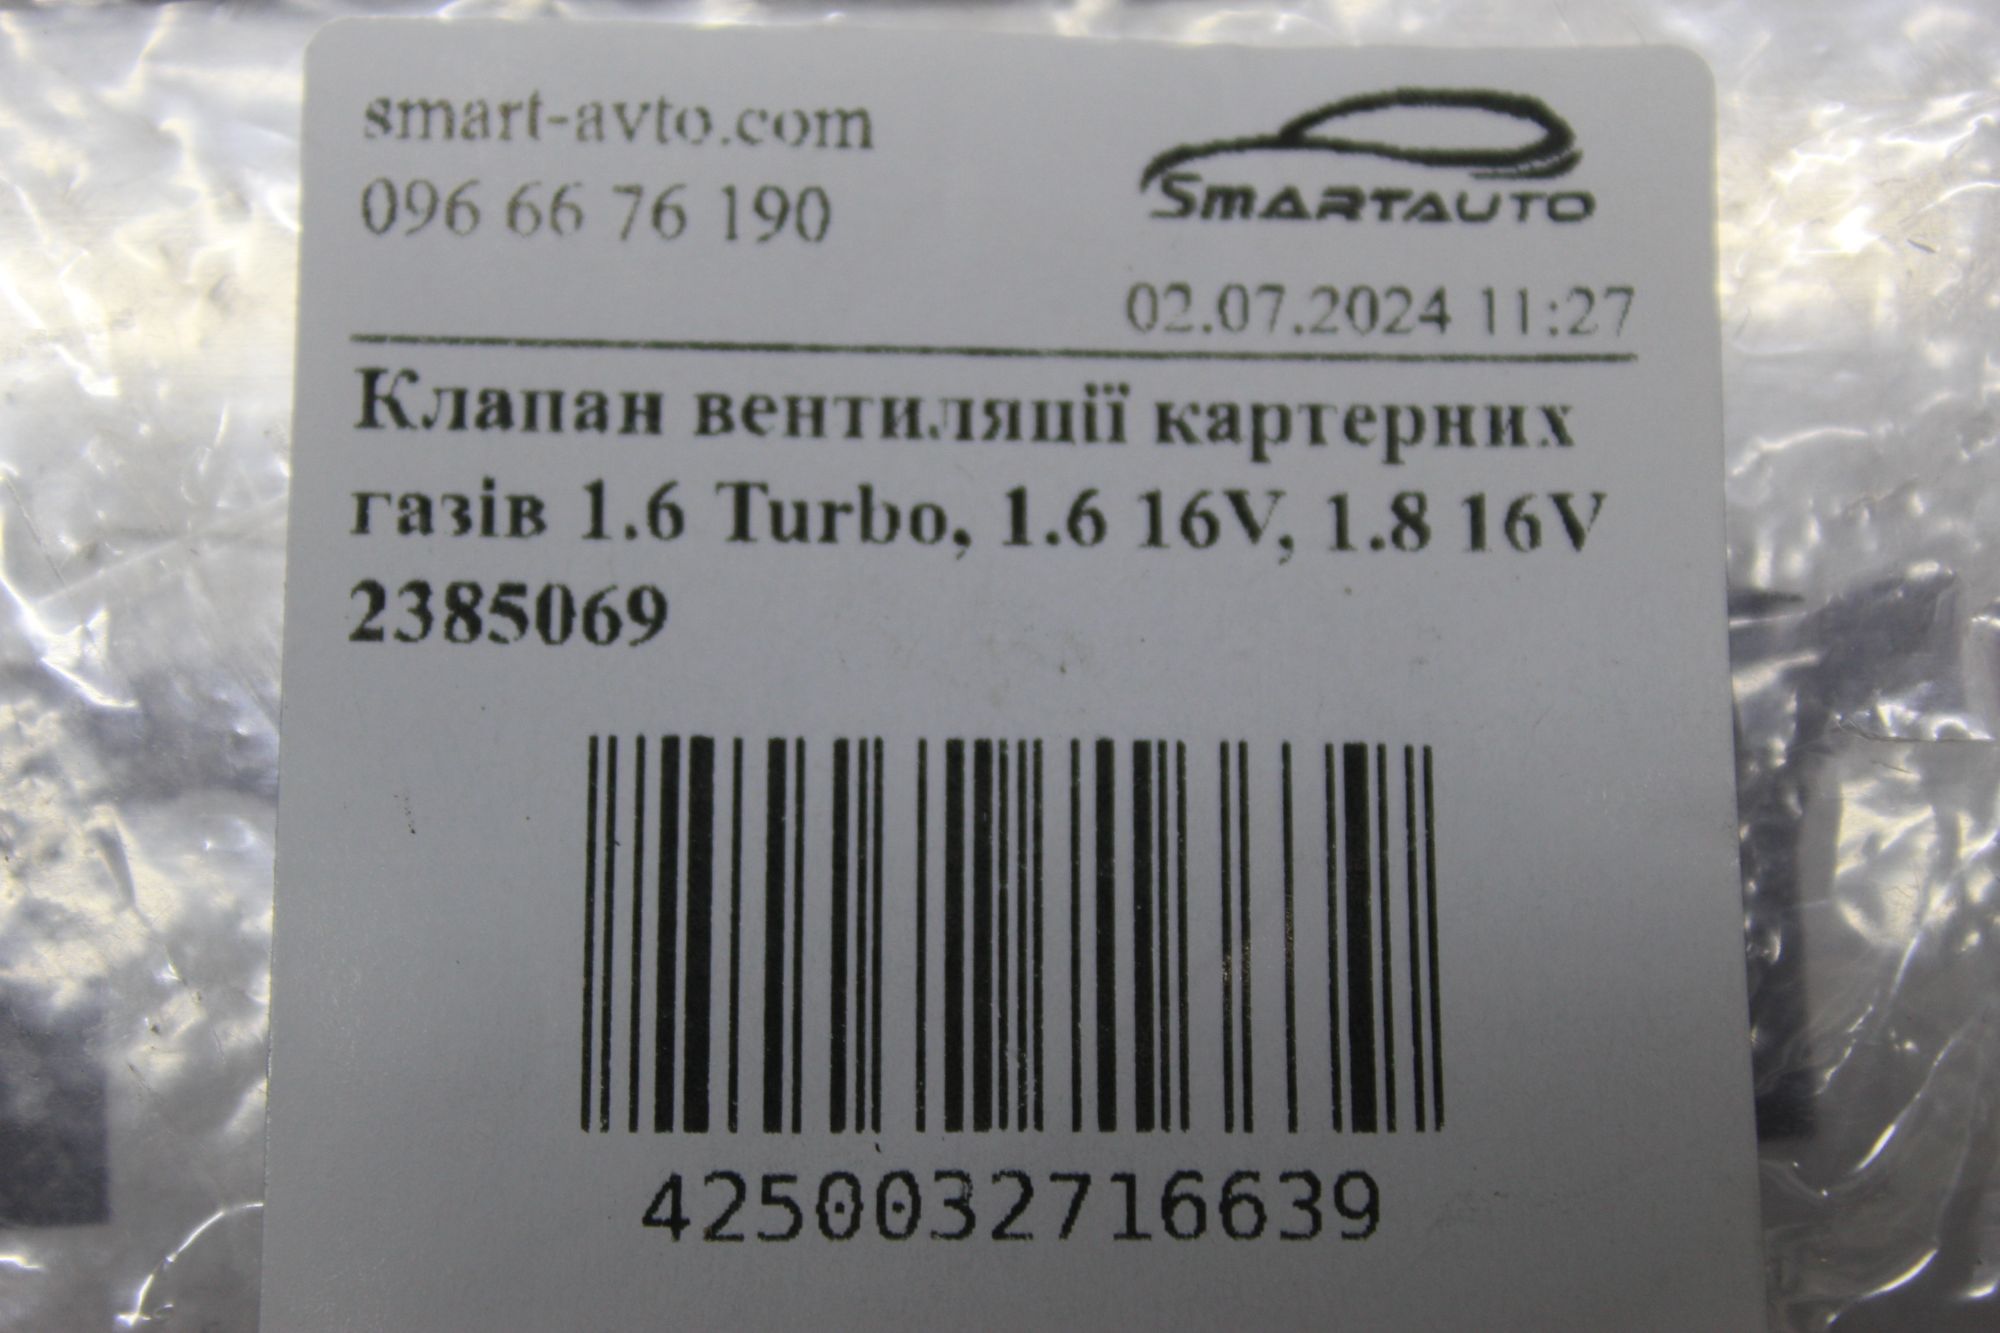 smart-avto.com
096 66 76 190
SMARTAUTO
02.07.2024 11:27
Клапан вентиляції картерних
газів 1.6 Turbo, 1.6 16V, 1.8 16V
2385069
4250032716639